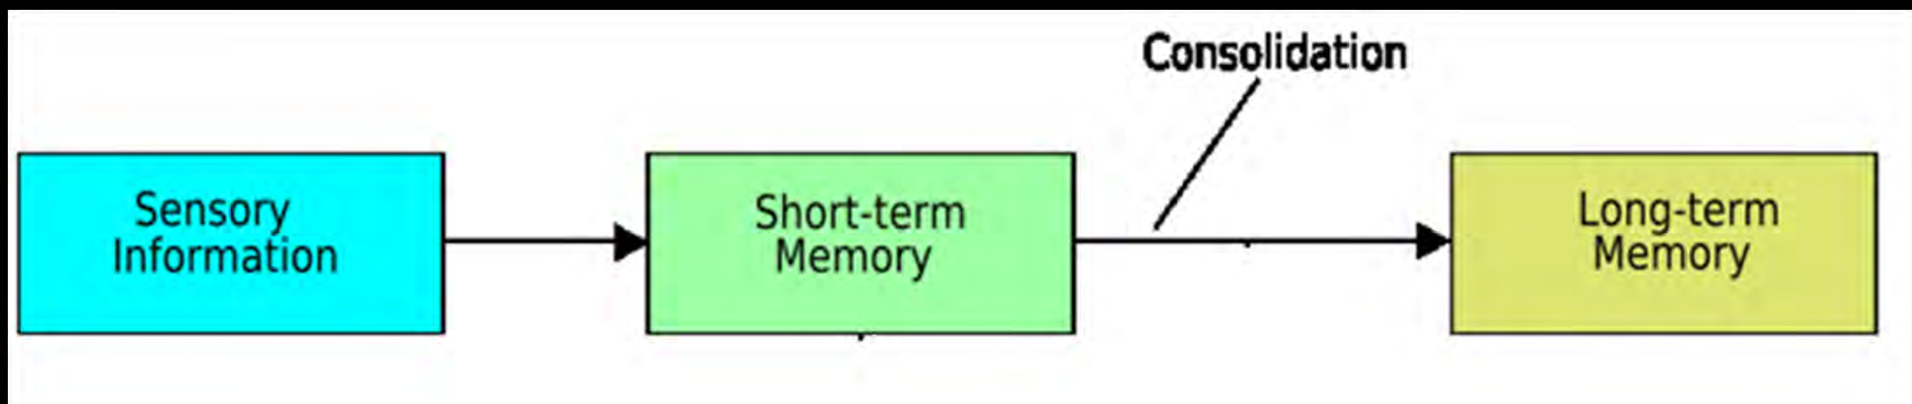 Consolidation
Sensory
Information
Short-term
Memory
Long-term
Memory